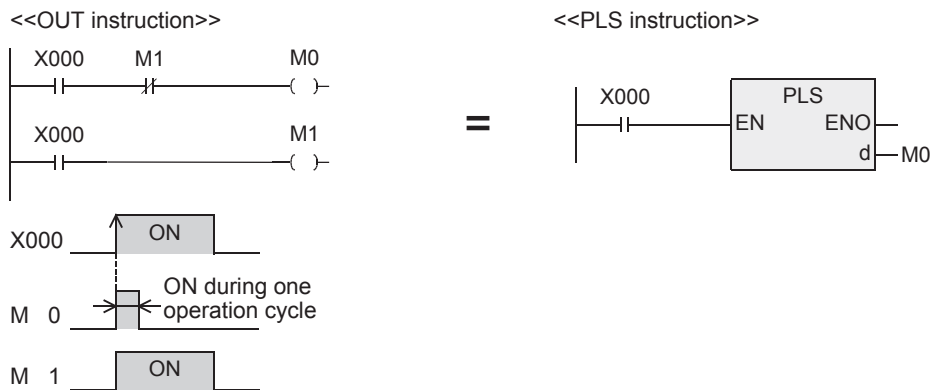 <<OUT instruction>>
<<PLS instruction>>
X000 M1 M0
X000 M1
=
X000
PLS
EN ENO
d M0
X000 ON
M 0 ON during one
operation cycle
M 1 ON